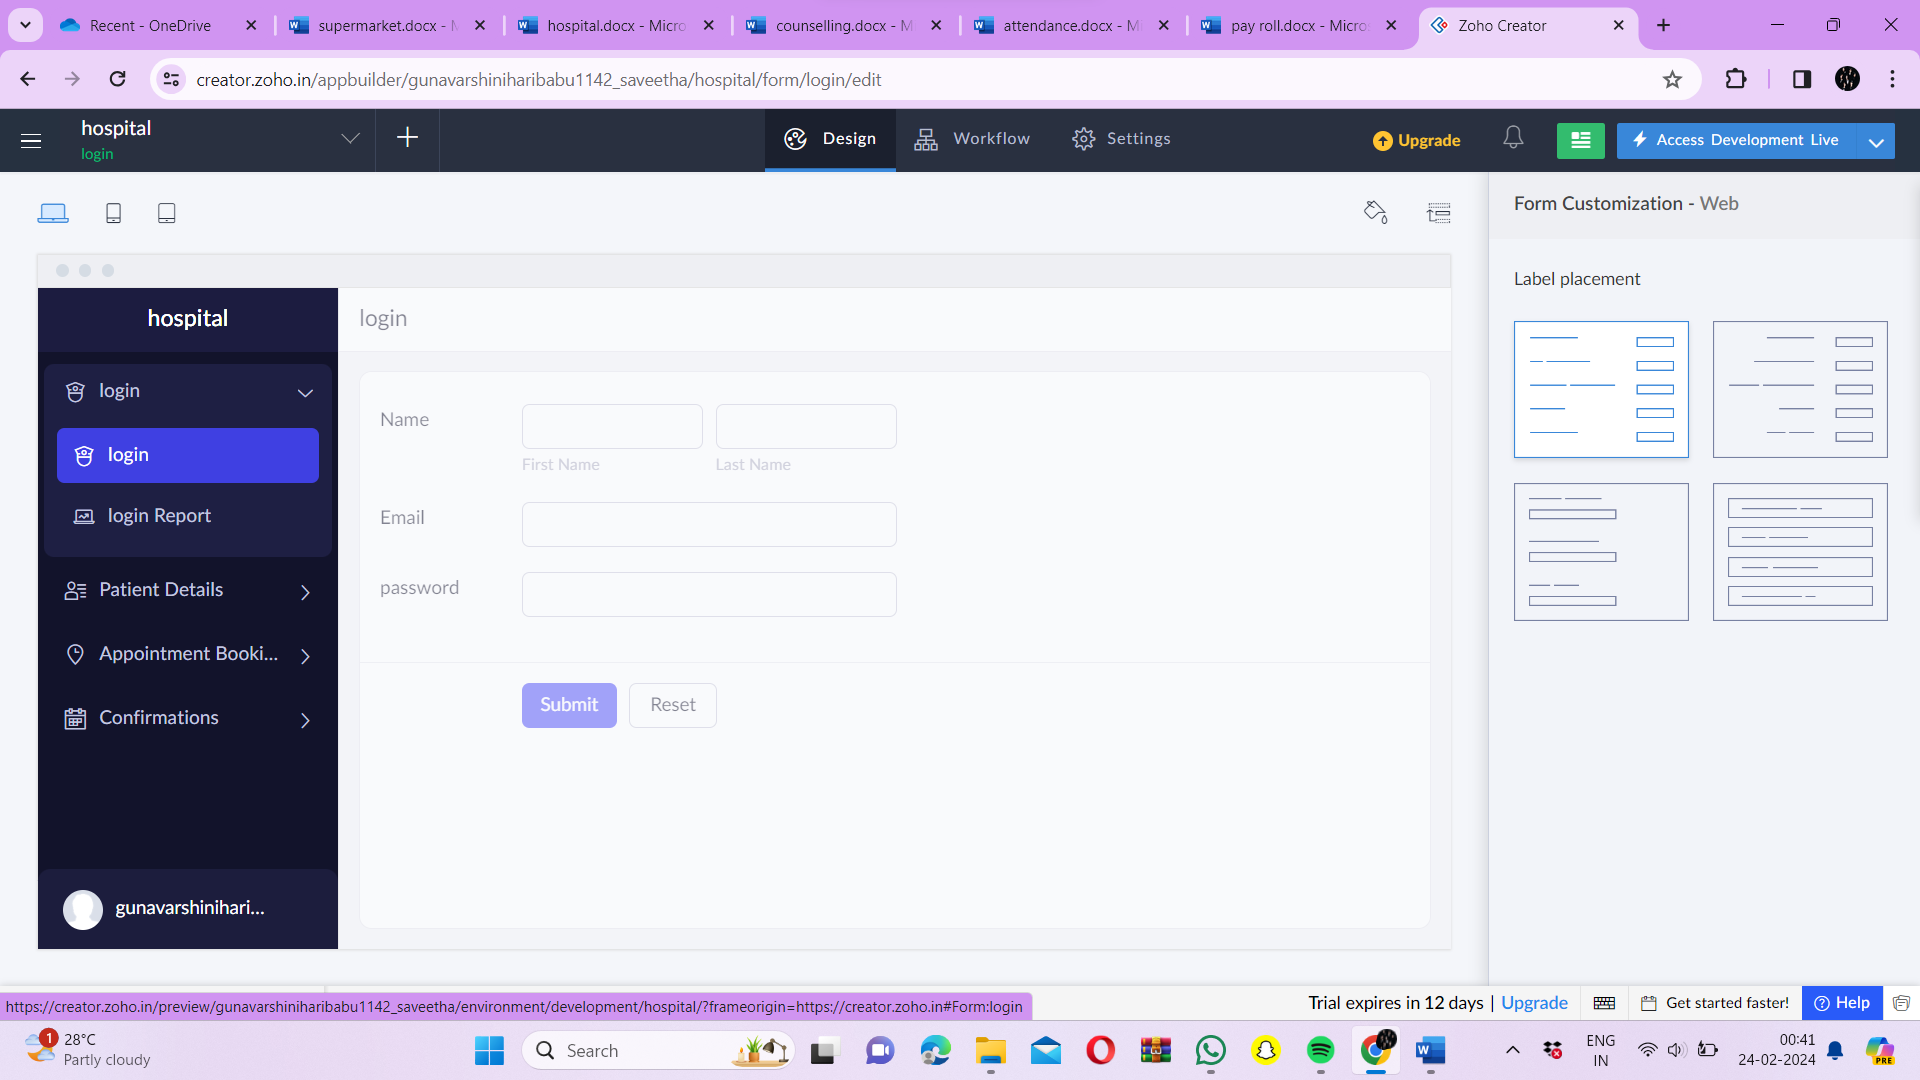 Recent - OneDrive
supermarket.docx - M
hospital.docx - Micro
counselling.docx - M
attendance.docx - Mi
pay roll.docx - Micro
Zoho Creator
creator.zoho.in/appbuilder/gunavarshiniharibabu1142_saveetha/hospital/form/login/edit
hospital
login
Design
Workflow
Settings
Upgrade
Access Development Live
Form Customization - Web
Label placement
hospital
login
login
login
login Report
Patient Details
Appointment Booki...
Confirmations
gunavarshinihari...
Name
First Name
Last Name
Email
password
Submit
Reset
https://creator.zoho.in/preview/gunavarshiniharibabu1142_saveetha/environment/development/hospital/?frameorigin=https://creator.zoho.in#Form:login
Trial expires in 12 days | Upgrade
Get started faster!
Help
1
28°C
Partly cloudy
Search
ENG
IN
00:41
24-02-2024
PRE